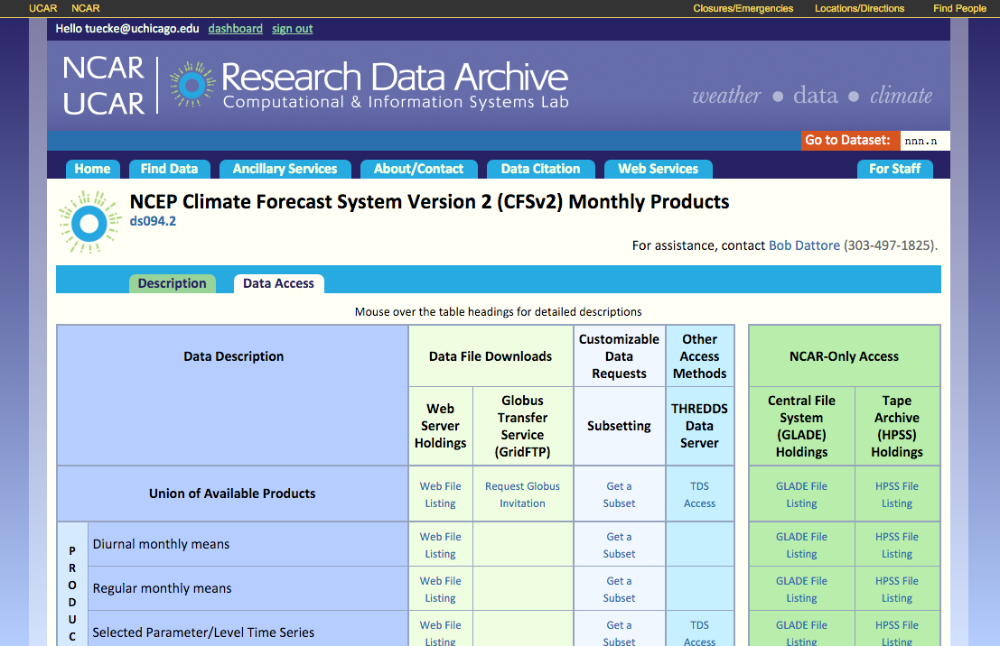 UCAR NCAR Closures/Emergencies Locations/Directions Find People
Hello tuecke@uchicago.edu dashboard sign out
NCAR
UCAR
Research Data Archive
Computational & Information Systems Lab
weather ● data ● climate
Go to Dataset: nnn.n
Home Find Data Ancillary Services About/Contact Data Citation Web Services For Staff
NCEP Climate Forecast System Version 2 (CFSv2) Monthly Products
ds094.2
For assistance, contact Bob Dattore (303-497-1825).
Description Data Access
Mouse over the table headings for detailed descriptions
Data Description
Data File Downloads
Customizable
Data
Requests
Other
Access
Methods
NCAR-Only Access
Web
Server
Holdings
Globus
Transfer
Service
(GridFTP)
Subsetting
THREDDS
Data
Server
Central File
System
(GLADE)
Holdings
Tape
Archive
(HPSS)
Holdings
Union of Available Products
Web File
Listing
Request Globus
Invitation
Get a
Subset
TDS
Access
GLADE File
Listing
HPSS File
Listing
P
R
O
D
U
C
Diurnal monthly means
Web File
Listing
Get a
Subset
GLADE File
Listing
HPSS File
Listing
Regular monthly means
Web File
Listing
Get a
Subset
GLADE File
Listing
HPSS File
Listing
Selected Parameter/Level Time Series
Web File
Listing
Get a
Subset
TDS
Access
GLADE File
Listing
HPSS File
Listing